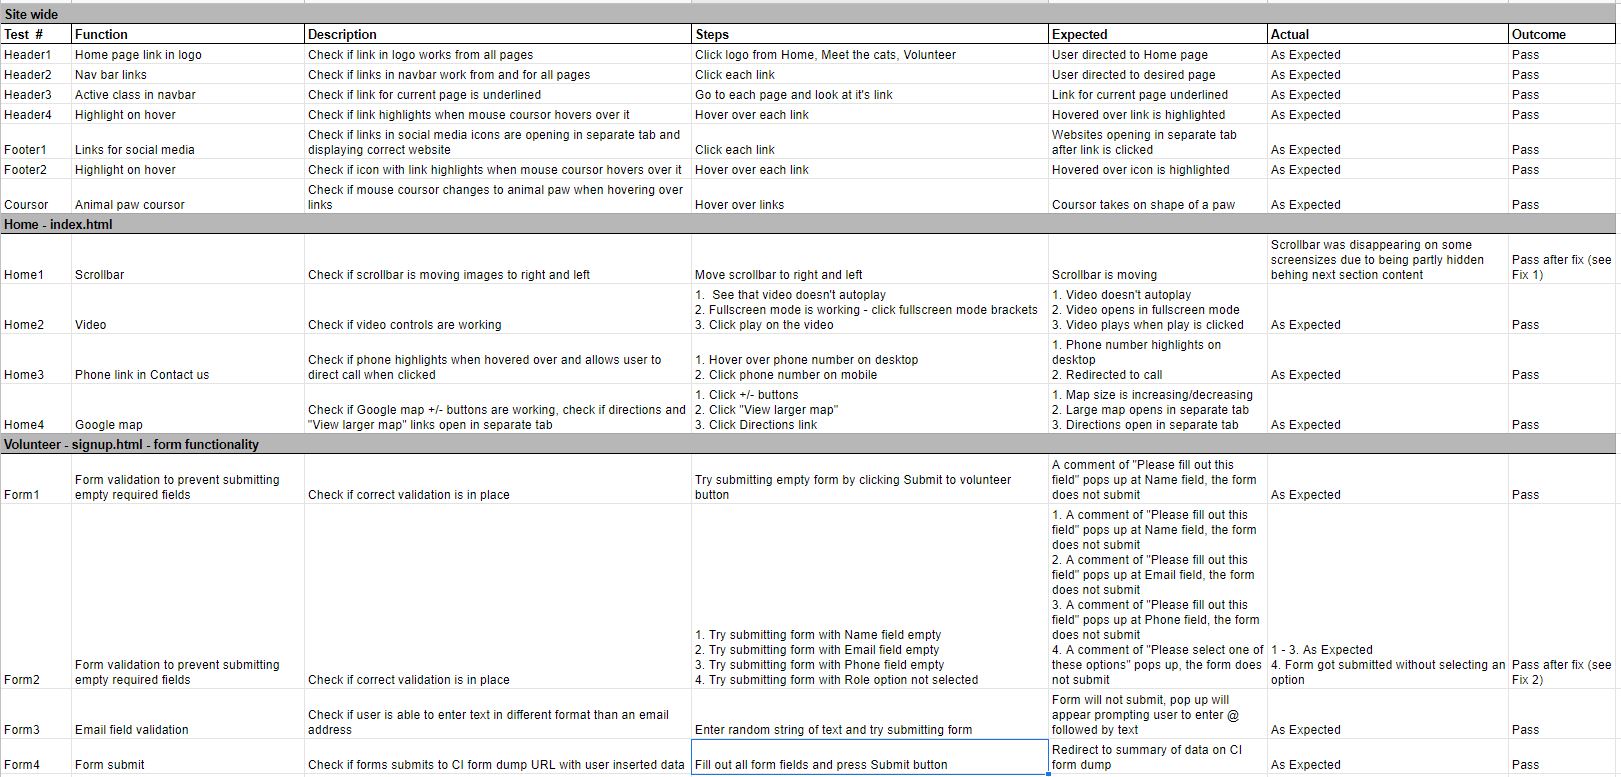 Site wide
Test # Function Description Steps Expected Actual Outcome
Header1 Home page link in logo Check if link in logo works from all pages Click logo from Home, Meet the cats, Volunteer User directed to Home page As Expected Pass
Header2 Nav bar links Check if links in navbar work from and for all pages Click each link User directed to desired page As Expected Pass
Header3 Active class in navbar Check if link for current page is underlined Go to each page and look at it's link Link for current page underlined As Expected Pass
Header4 Highlight on hover Check if link highlights when mouse coursor hovers over it Hover over each link Hovered over link is highlighted As Expected Pass
Check if links in social media icons are opening in separate tab and Websites opening in separate tab
Footer1 Links for social media displaying correct website Click each link after link is clicked As Expected Pass
Footer2 Highlight on hover Check if icon with link highlights when mouse coursor hovers over it Hover over each link Hovered over icon is highlighted As Expected Pass
Check if mouse coursor changes to animal paw when hovering over
Coursor Animal paw coursor links Hover over links Coursor takes on shape of a paw As Expected Pass
Home - index.html
Scrollbar was disappearing on some
screensizes due to being partly hidden Pass after fix (see
Home1 Scrollbar Check if scrollbar is moving images to right and left Move scrollbar to right and left Scrollbar is moving behing next section content Fix 1)
1. See that video doesn't autoplay 1. Video doesn't autoplay
2. Fullscreen mode is working - click fullscreen mode brackets 2. Video opens in fullscreen mode
Home2 Video Check if video controls are working 3. Click play on the video 3. Video plays when play is clicked As Expected Pass
1. Phone number highlights on
Check if phone highlights when hovered over and allows user to 1. Hover over phone number on desktop desktop
Home3 Phone link in Contact us direct call when clicked 2. Click phone number on mobile 2. Redirected to call As Expected Pass
1. Click +/- buttons 1. Map size is increasing/decreasing
Check if Google map +/- buttons are working, check if directions and 2. Click "View larger map" 2. Large map opens in separate tab
Home4 Google map "View larger map" links open in separate tab 3. Click Directions link 3. Directions open in separate tab As Expected Pass
Volunteer - signup.html - form functionality
A comment of "Please fill out this
Form validation to prevent submitting Try submitting empty form by clicking Submit to volunteer field" pops up at Name field, the form
Form1 empty required fields Check if correct validation is in place button does not submit As Expected Pass
1. A comment of "Please fill out this
field" pops up at Name field, the form
does not submit
2. A comment of "Please fill out this
field" pops up at Email field, the form
does not submit
3. A comment of "Please fill out this
field" pops up at Phone field, the form
1. Try submitting form with Name field empty does not submit
2. Try submitting form with Email field empty 4. A comment of "Please select one of 1 - 3. As Expected
Form validation to prevent submitting 3. Try submitting form with Phone field empty these options" pops up, the form does 4. Form got submitted without selecting an Pass after fix (see
Form2 empty required fields Check if correct validation is in place 4. Try submitting form with Role option not selected not submit option Fix 2)
Form will not submit, pop up will
Check if user is able to enter text in different format than an email appear prompting user to enter @
Form3 Email field validation address Enter random string of text and try submitting form followed by text As Expected Pass
Redirect to summary of data on CI
Form4 Form submit Check if forms submits to CI form dump URL with user inserted data Fill out all form fields and press Submit button form dump As Expected Pass